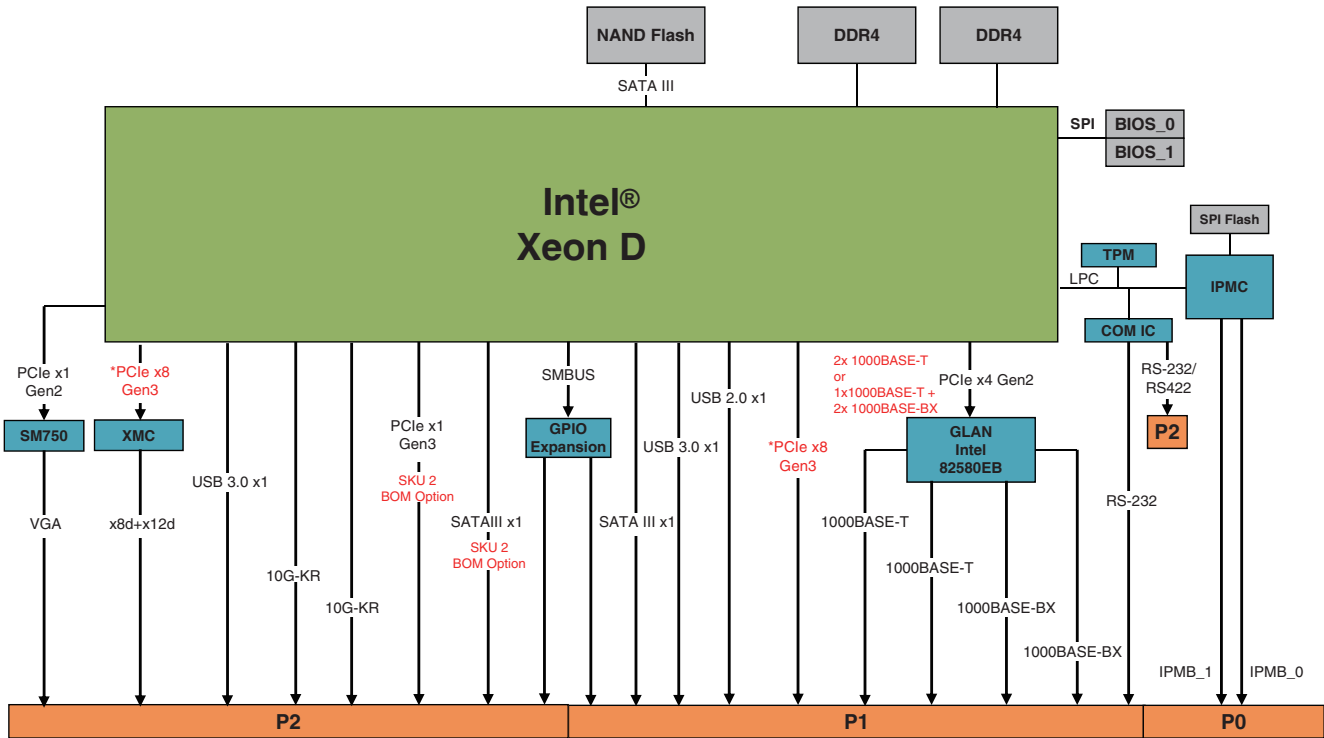 NAND Flash
DDR4
DDR4
SATA III
SPI
BIOS_0
BIOS_1
Intel®
Xeon D
SPI Flash
TPM
LPC
IPMC
COM IC
PCIe x1
Gen2
*PCIe x8
Gen3
SMBUS
2x 1000BASE-T
or
1x1000BASE-T +
2x 1000BASE-BX
PCIe x4 Gen2
RS-232/
RS422
SM750
XMC
PCIe x1
Gen3
GPIO
Expansion
USB 2.0 x1
GLAN
Intel
82580EB
P2
USB 3.0 x1
SKU 2
BOM Option
USB 3.0 x1
*PCIe x8
Gen3
RS-232
VGA
x8d+x12d
SATAIII x1
SKU 2
BOM Option
SATA III x1
1000BASE-T
1000BASE-T
10G-KR
10G-KR
1000BASE-BX
1000BASE-BX
IPMB_1
IPMB_0
P2
P1
P0